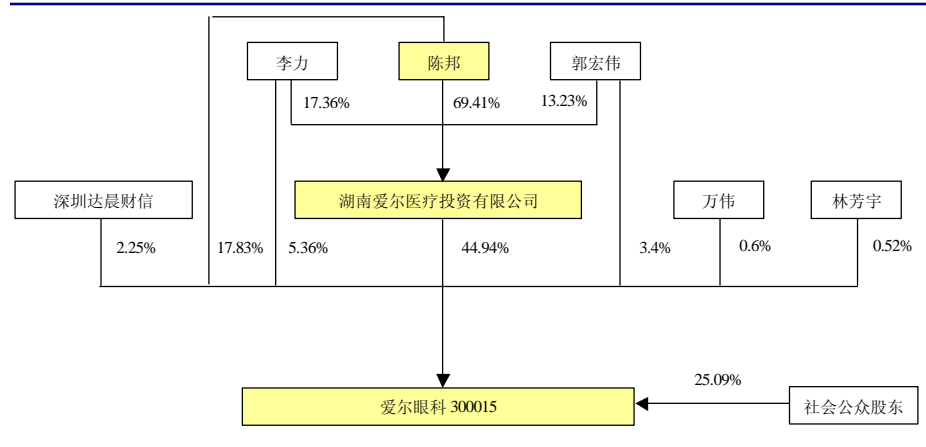 李力
陈邦
郭宏伟
17.36%
69.41%
13.23%
深圳达晨财信
湖南爱尔医疗投资有限公司
万伟
林芳宇
2.25%
17.83%
5.36%
44.94%
3.4%
0.6%
0.52%
25.09%
爱尔眼科 300015
社会公众股东